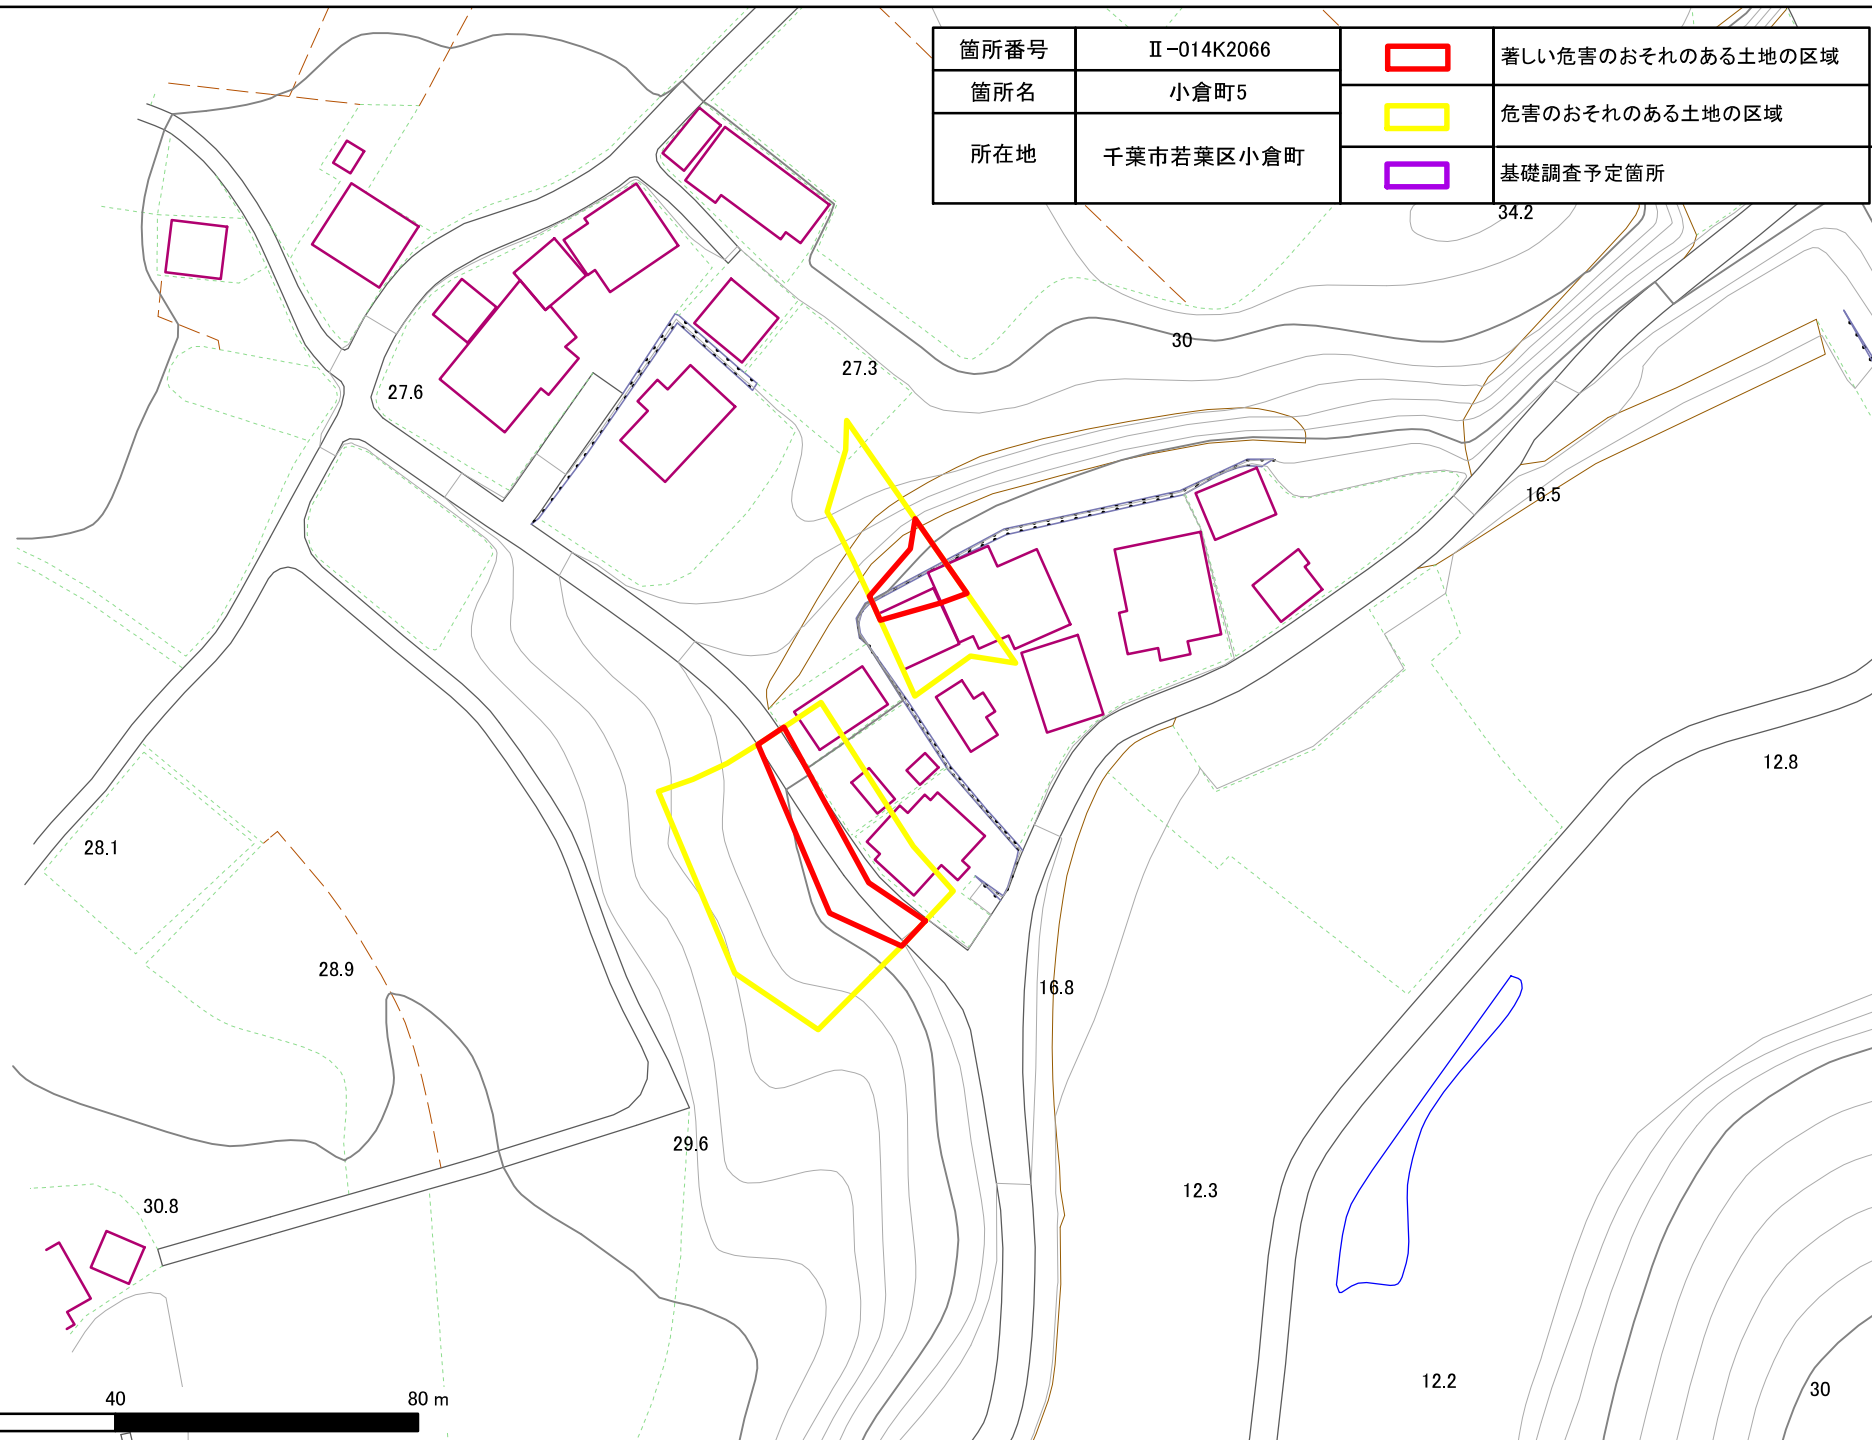 箇所番号 Ⅱ-014K2066
箇所名 小倉町5
所在地 千葉市若葉区小倉町
著しい危害のおそれのある土地の区域
危害のおそれのある土地の区域
基礎調査予定箇所
34.2
30
27.3
27.6
16.5
12.8
28.1
28.9
16.8
29.6
12.3
30.8
12.2
30
40
80 m